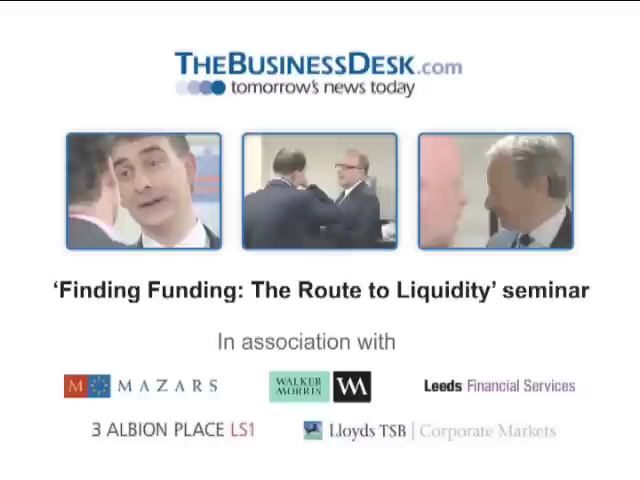 THEBUSINESSDESK.com
tomorrow's news today
'Finding Funding: The Route to Liquidity' seminar
In association with
M MAZARS
WALKER MORRIS WM
Leeds Financial Services
3 ALBION PLACE LS1
Lloyds TSB | Corporate Markets